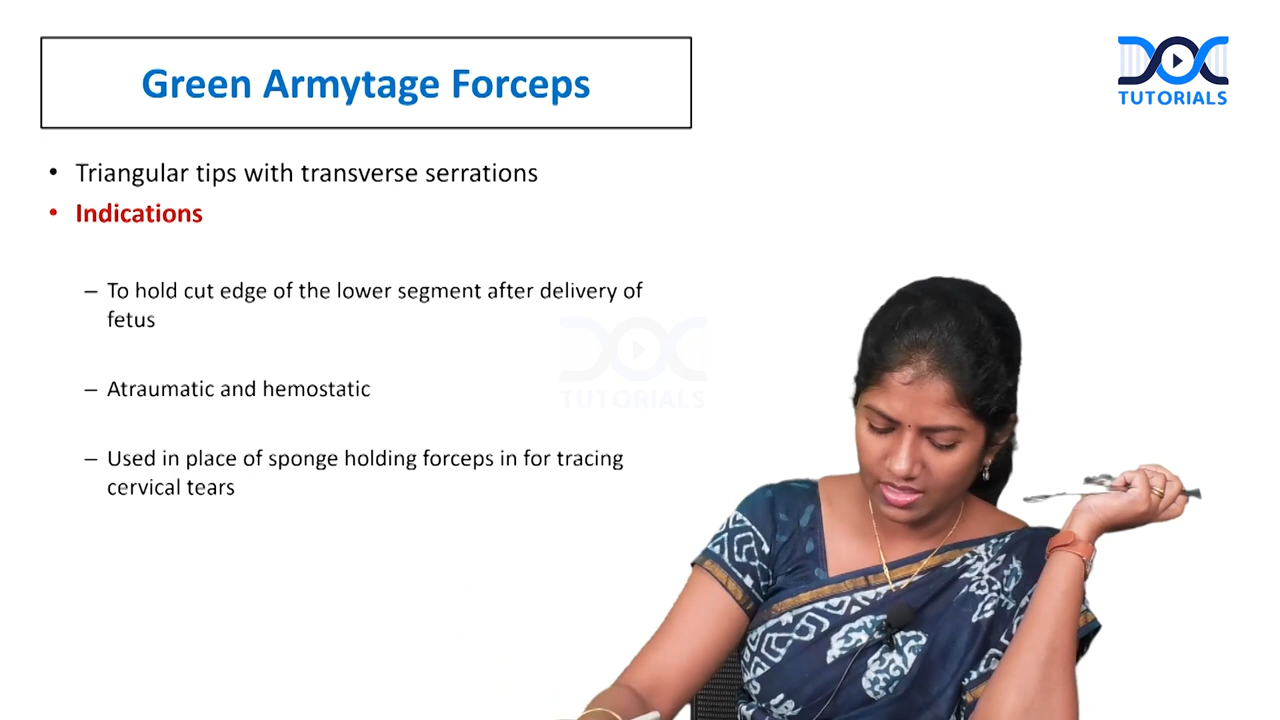 Green Armytage Forceps
DOC
TUTORIALS
• Triangular tips with transverse serrations
• Indications
– To hold cut edge of the lower segment after delivery of
fetus
– Atraumatic and hemostatic
– Used in place of sponge holding forceps in for tracing
cervical tears
DOC
TUTORIALS